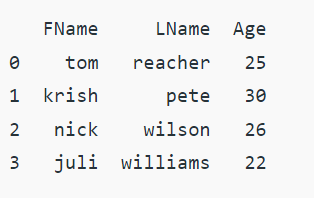 FName LName Age
0 tom reacher 25
1 krish pete 30
2 nick wilson 26
3 juli williams 22